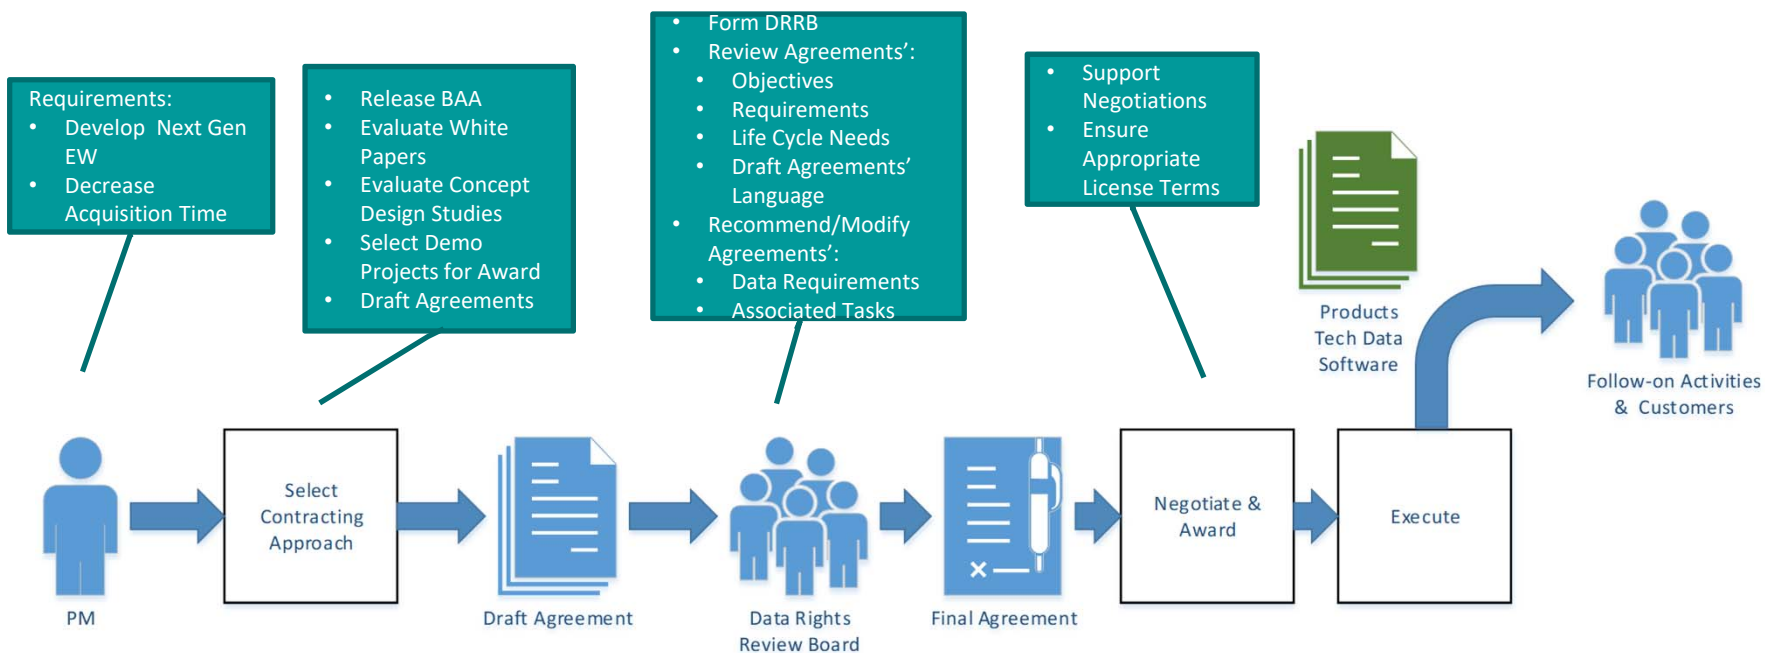 Requirements:
• Develop  Next Gen
EW
• Decrease
Acquisition Time
• Release BAA
• Evaluate White
Papers
• Evaluate Concept
Design Studies
• Select Demo
Projects for Award
• Draft Agreements
• Form DRRB
• Review Agreements’:
• Objectives
• Requirements
• Life Cycle Needs
• Draft Agreements’
Language
• Recommend/Modify
Agreements’:
• Data Requirements
• Associated Tasks
• Support
Negotiations
• Ensure
Appropriate
License Terms
Products
Tech Data
Software
Follow-on Activities
& Customers
PM
Select
Contracting
Approach
Draft Agreement
Data Rights
Review Board
Final Agreement
Negotiate &
Award
Execute